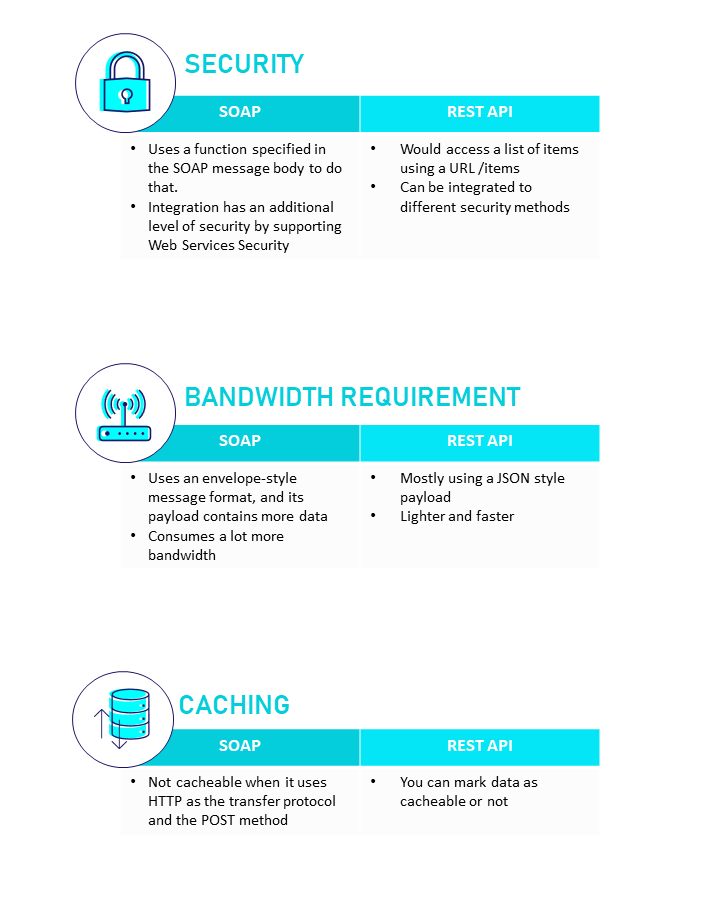 SECURITY
SOAP
REST API
• Uses a function specified in
the SOAP message body to do
that.
• Integration has an additional
level of security by supporting
Web Services Security
• Would access a list of items
using a URL /items
• Can be integrated to
different security methods
BANDWIDTH REQUIREMENT
SOAP
REST API
• Uses an envelope-style
message format, and its
payload contains more data
• Consumes a lot more
bandwidth
• Mostly using a JSON style
payload
• Lighter and faster
CACHING
SOAP
REST API
• Not cacheable when it uses
HTTP as the transfer protocol
and the POST method
• You can mark data as
cacheable or not